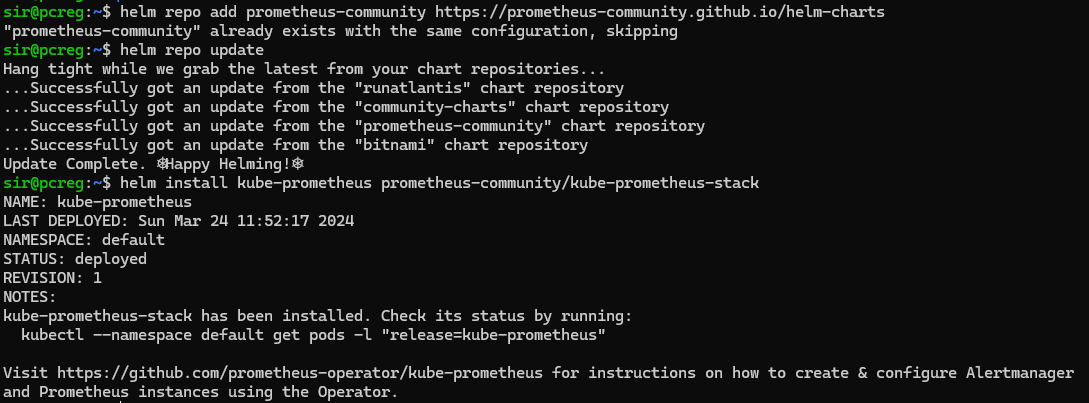 sir@pcreg:~$ helm repo add prometheus-community https://prometheus-community.github.io/helm-charts
"prometheus-community" already exists with the same configuration, skipping
sir@pcreg:~$ helm repo update
Hang tight while we grab the latest from your chart repositories...
...Successfully got an update from the "runatlantis" chart repository
...Successfully got an update from the "community-charts" chart repository
...Successfully got an update from the "prometheus-community" chart repository
...Successfully got an update from the "bitnami" chart repository
Update Complete. ⎈Happy Helming!⎈
sir@pcreg:~$ helm install kube-prometheus prometheus-community/kube-prometheus-stack
NAME: kube-prometheus
LAST DEPLOYED: Sun Mar 24 11:52:17 2024
NAMESPACE: default
STATUS: deployed
REVISION: 1
NOTES:
kube-prometheus-stack has been installed. Check its status by running:
  kubectl --namespace default get pods -l "release=kube-prometheus"

Visit https://github.com/prometheus-operator/kube-prometheus for instructions on how to create & configure Alertmanager
and Prometheus instances using the Operator.